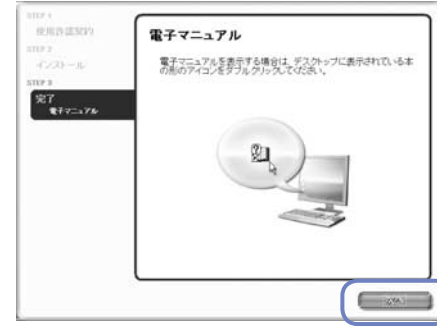 STEP 1
使用許諾契約
STEP 2
インストール
STEP 3
完了
電子マニュアル
電子マニュアル
電子マニュアルを表示する場合は、デスクトップに表示されている本
の形のアイコンをダブルクリックしてください。